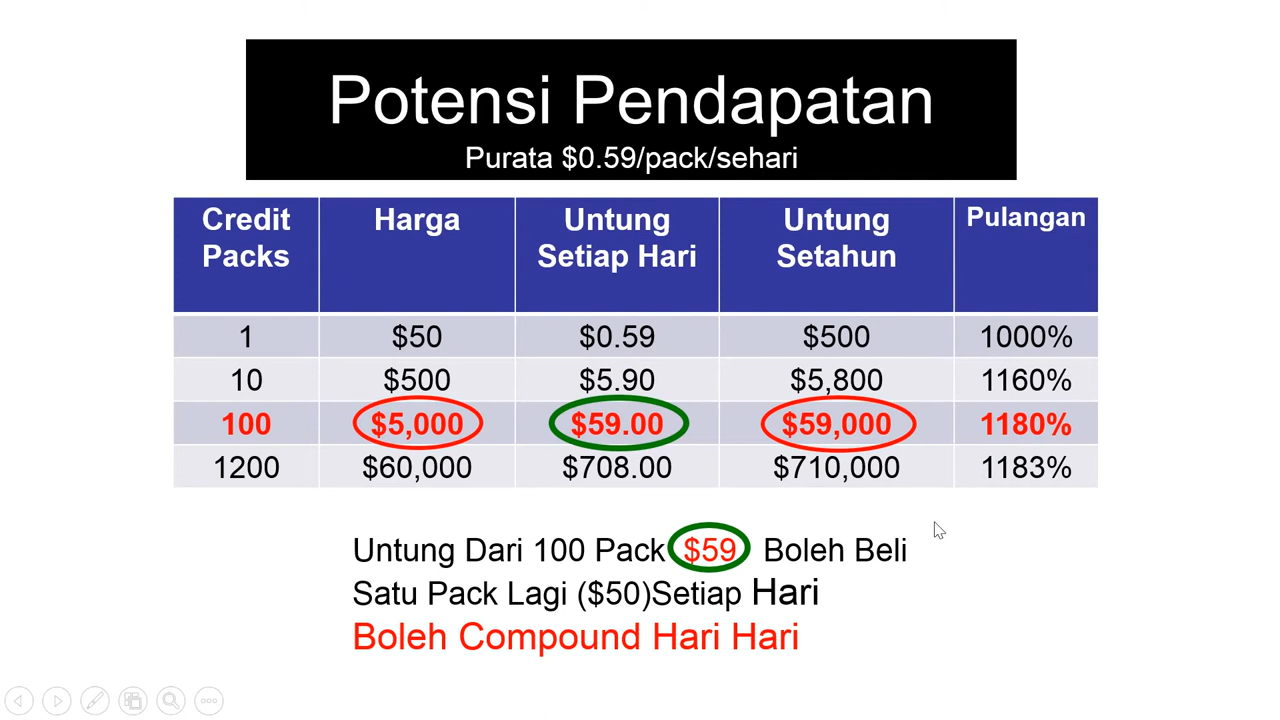 Potensi Pendapatan
Purata $0.59/pack/sehari
Credit Packs Harga Untung Setiap Hari Untung Setahun Pulangan
1 $50 $0.59 $500 1000%
10 $500 $5.90 $5,800 1160%
100 $5,000 $59.00 $59,000 1180%
1200 $60,000 $708.00 $710,000 1183%
Untung Dari 100 Pack $59 Boleh Beli
Satu Pack Lagi ($50)Setiap Hari
Boleh Compound Hari Hari